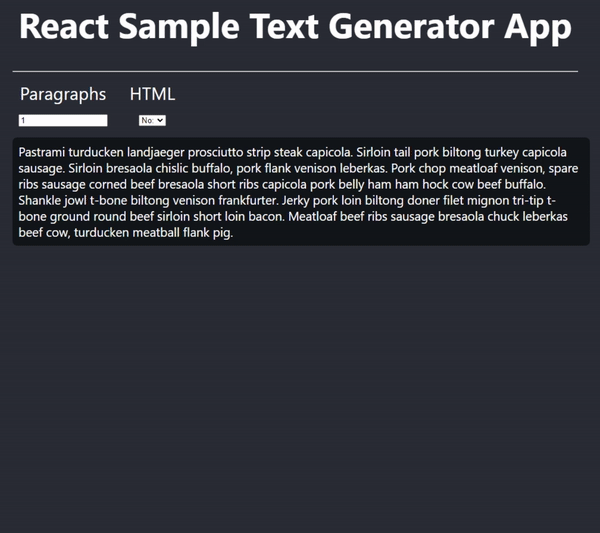 React Sample Text Generator App
Paragraphs HTML
1 No
Pastrami turducken landjaeger prosciutto strip steak capicola. Sirloin tail pork biltong turkey capicola
sausage. Sirloin bresaola chislic buffalo, pork flank venison leberkas. Pork chop meatloaf venison, spare
ribs sausage corned beef bresaola short ribs capicola pork belly ham ham hock cow beef buffalo.
Shankle jowl t-bone biltong venison frankfurter. Jerky pork loin biltong doner filet mignon tri-tip t-
bone ground round beef sirloin short loin bacon. Meatloaf beef ribs sausage bresaola chuck leberkas
beef cow, turducken meatball flank pig.